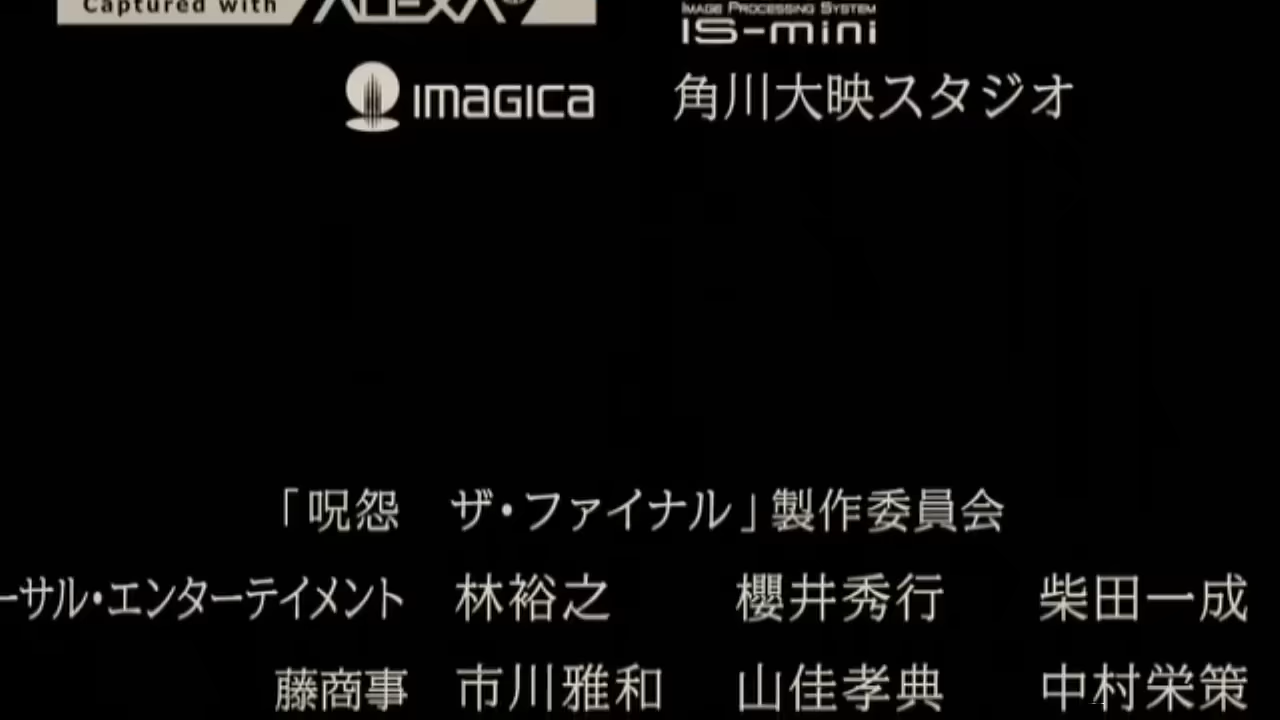 Captured with ALEXA
IMAGE PROCESSING SYSTEM
IS-mini
IMAGICA 角川大映スタジオ
「呪怨 ザ・ファイナル」製作委員会
ーサル・エンターテイメント 林裕之 櫻井秀行 柴田一成
藤商事 市川雅和 山佳孝典 中村栄策